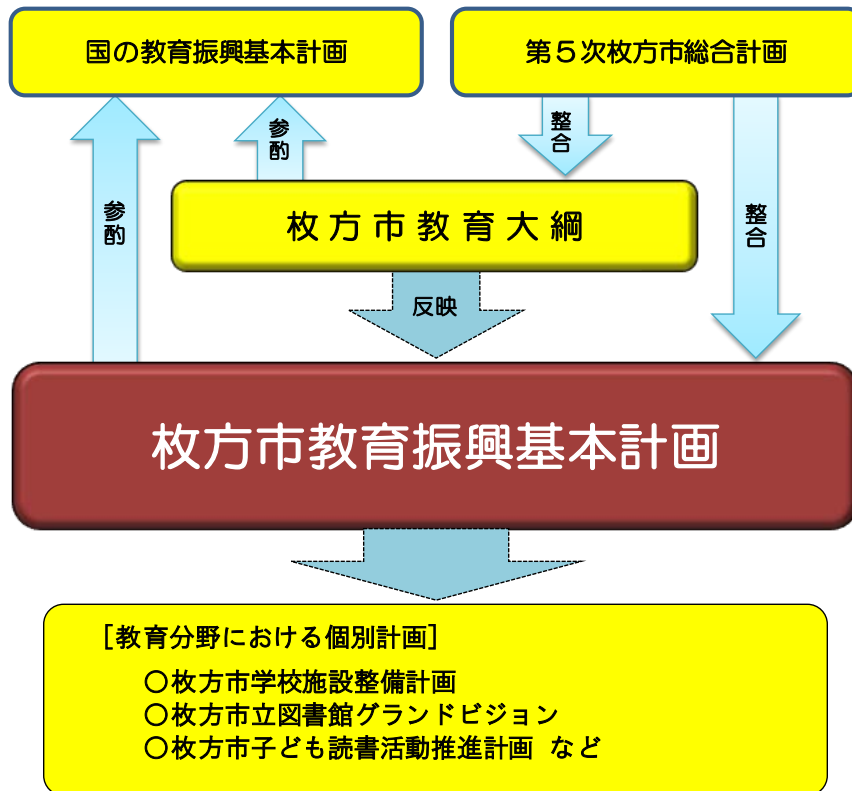 国の教育振興基本計画
第５次枚方市総合計画
参酌
整合
参酌
整合
枚方市教育大綱
反映
枚方市教育振興基本計画
［教育分野における個別計画］
○枚方市学校施設整備計画
○枚方市立図書館グランドビジョン
○枚方市子ども読書活動推進計画 など